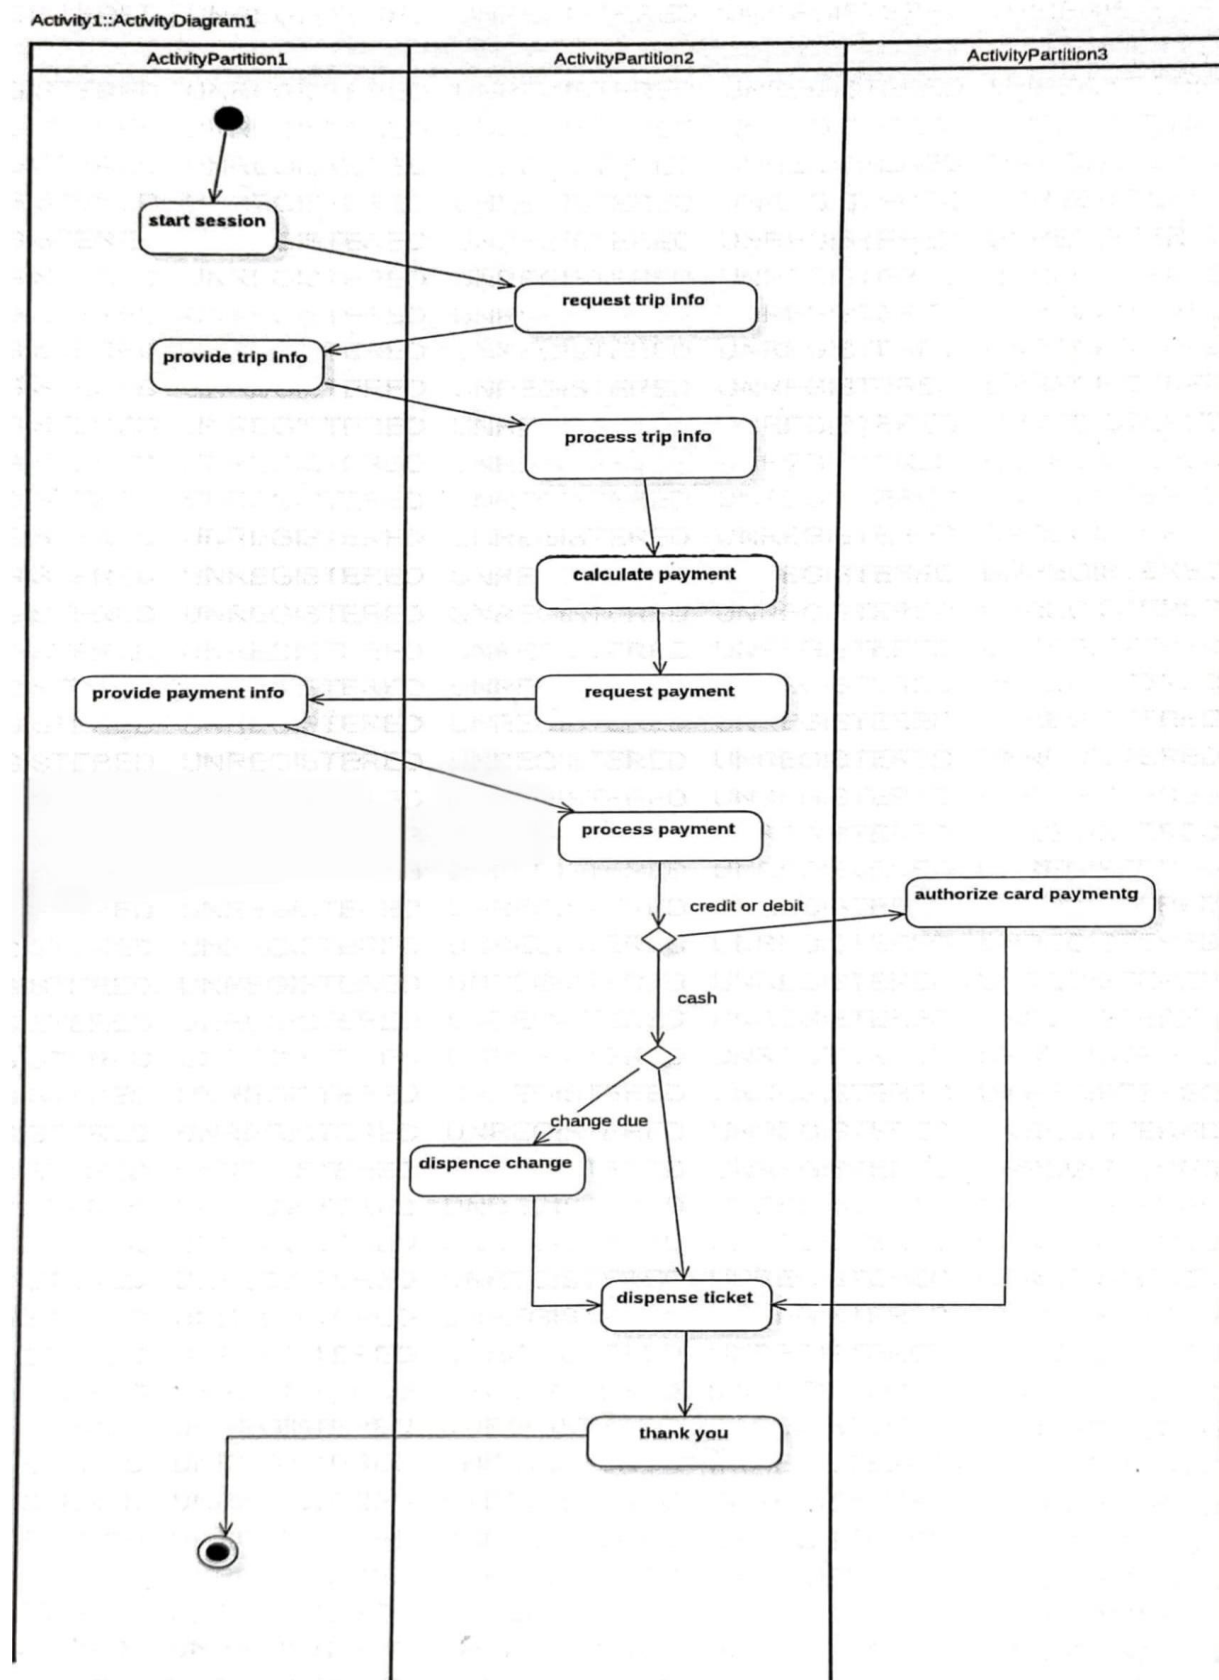 Activity1::ActivityDiagram1
ActivityPartition1
ActivityPartition2
ActivityPartition3
start session
request trip info
provide trip info
process trip info
calculate payment
provide payment info
request payment
process payment
authorize card paymentg
credit or debit
cash
change due
dispence change
dispense ticket
thank you